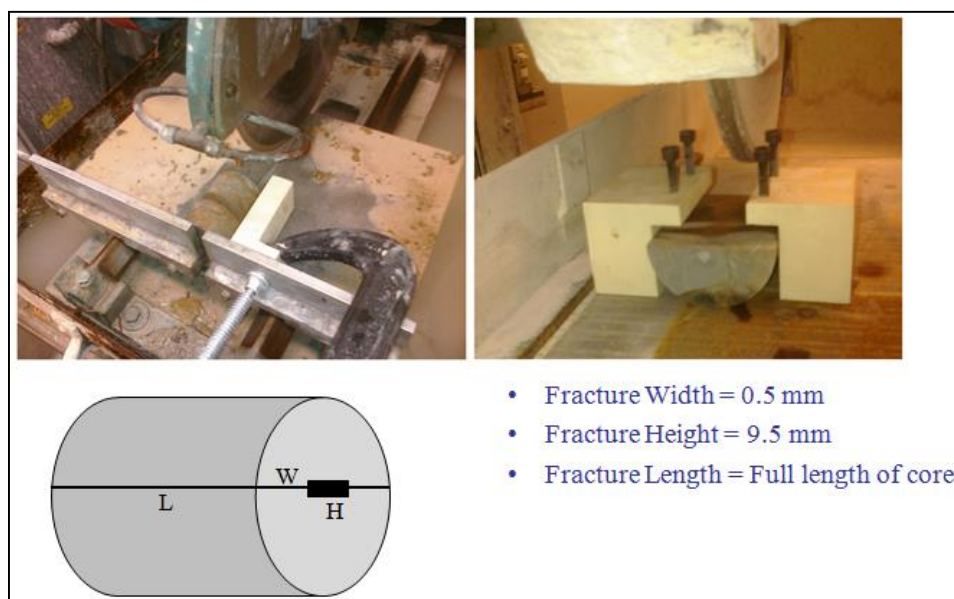 • Fracture Width = 0.5 mm
• Fracture Height = 9.5 mm
• Fracture Length = Full length of core
W
L
H